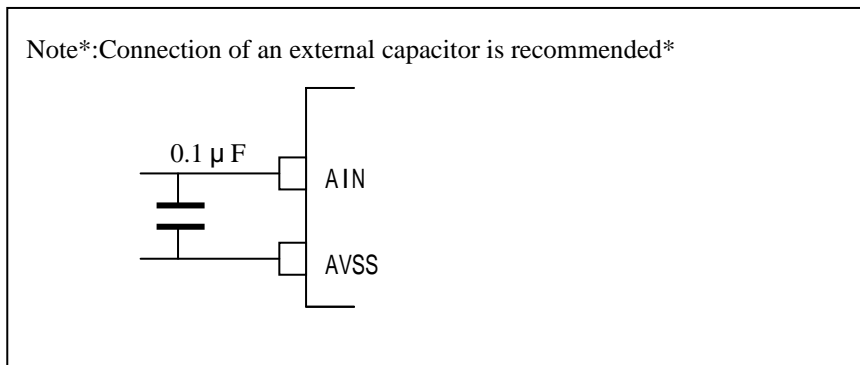 Note*:Connection of an external capacitor is recommended*
0.1 μ F
AIN
AVSS